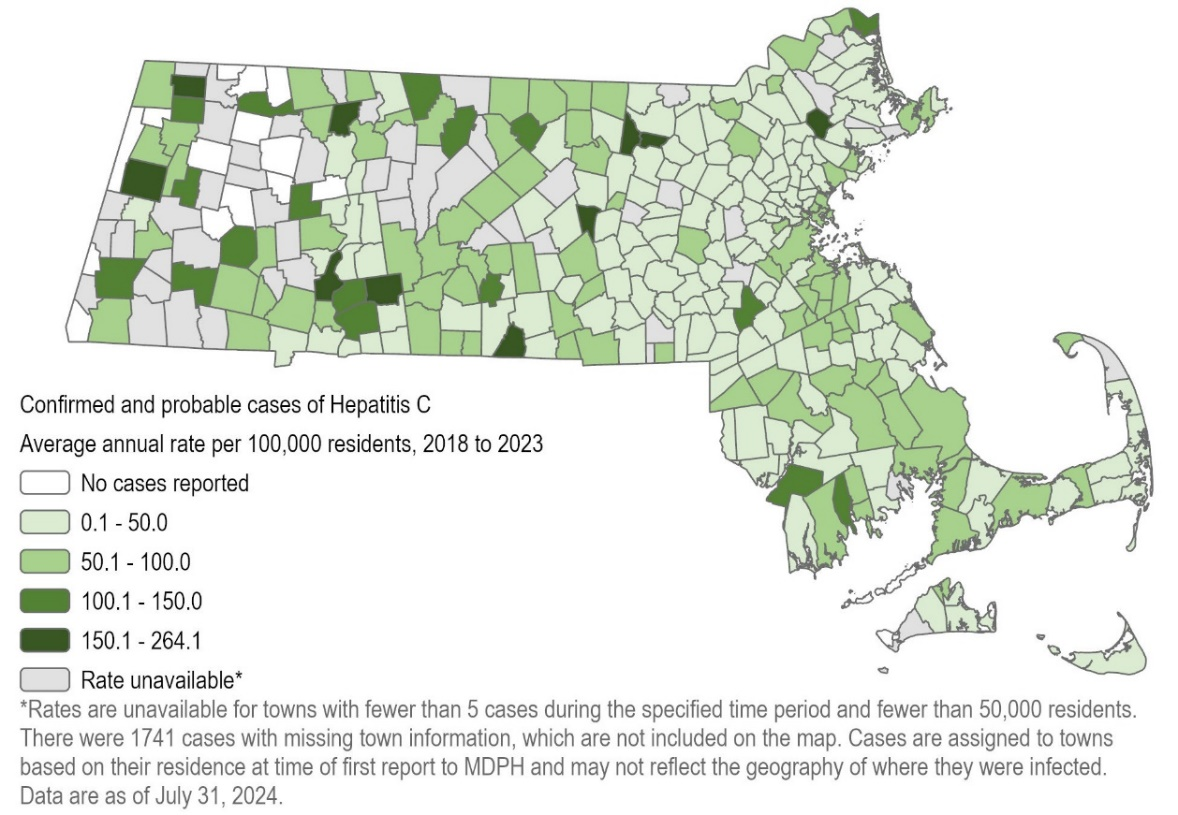 Confirmed and probable cases of Hepatitis C
Average annual rate per 100,000 residents, 2018 to 2023
No cases reported
0.1 - 50.0
50.1 - 100.0
100.1 - 150.0
150.1 - 264.1
Rate unavailable*
*Rates are unavailable for towns with fewer than 5 cases during the specified time period and fewer than 50,000 residents.
There were 1741 cases with missing town information, which are not included on the map. Cases are assigned to towns
based on their residence at time of first report to MDPH and may not reflect the geography of where they were infected.
Data are as of July 31, 2024.